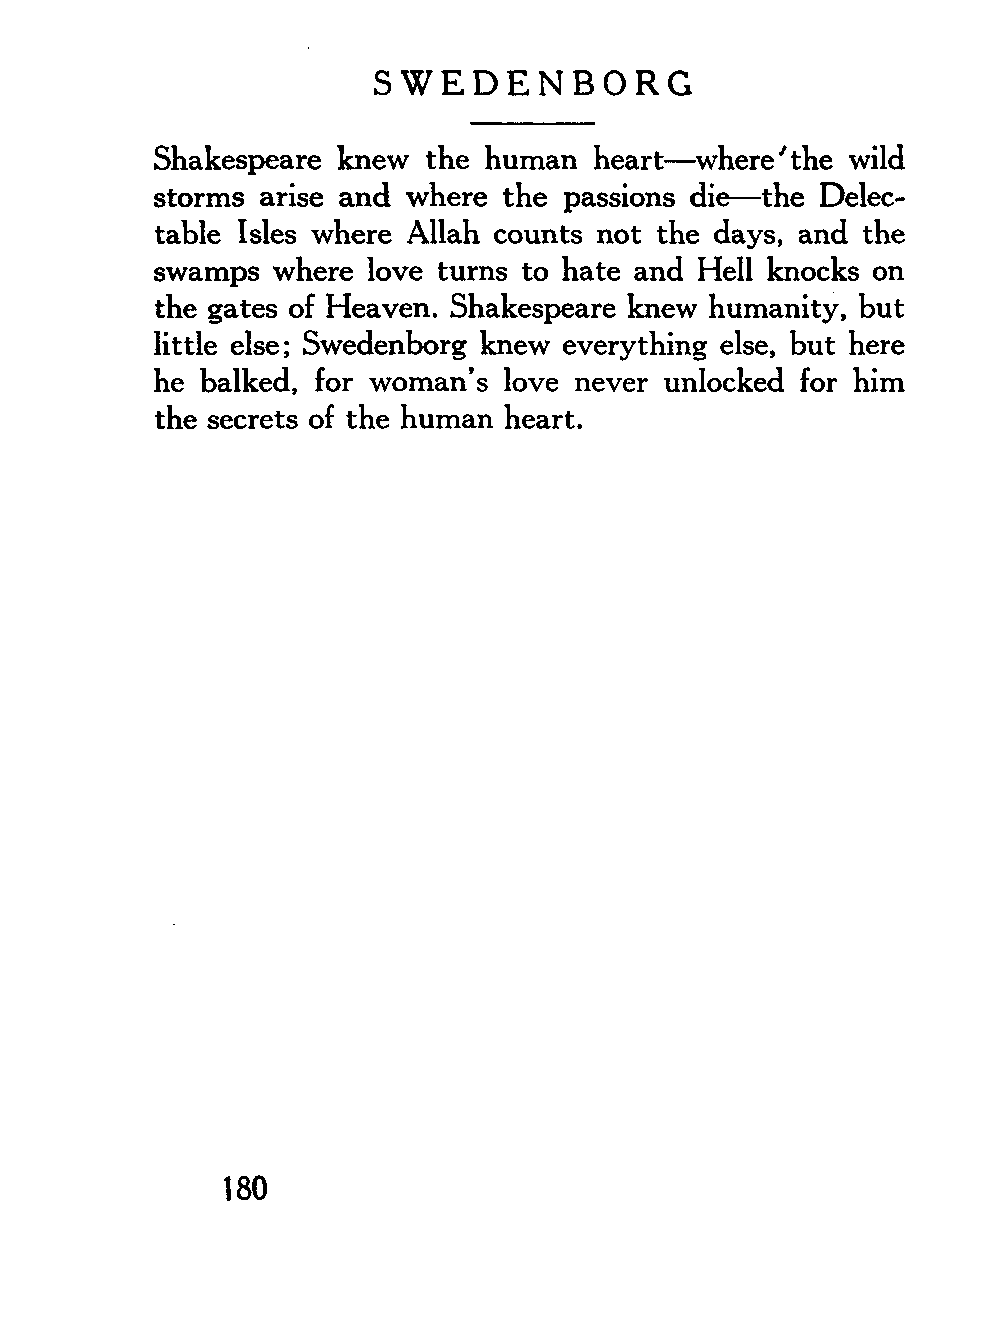 SWEDENBORG
Shakespeare knew the human heart—where the wild
storms arise and where the passions die—the Delec-
table Isles where Allah counts not the days, and the
swamps where love turns to hate and Hell knocks on
the gates of Heaven. Shakespeare knew humanity, but
little else; Swedenborg knew everything else, but here
he balked, for woman's love never unlocked for him
the secrets of the human heart.
180